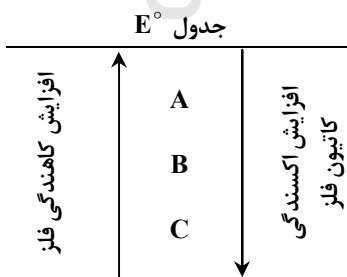 جدول E°
افزایش کاهندگی فلز
A
B
C
افزایش اکسندگی
کاتیون فلز